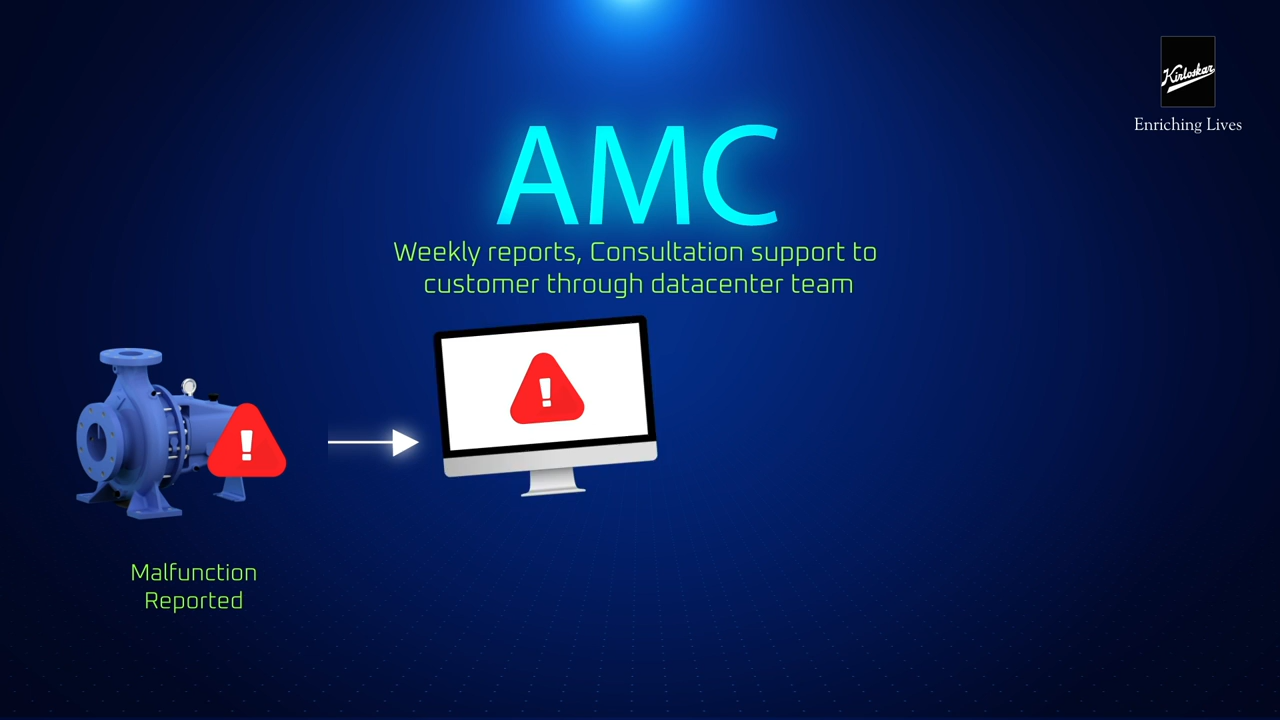 Kirloskar
Enriching Lives
AMC
Weekly reports, Consultation support to
customer through datacenter team
!
!
Malfunction
Reported